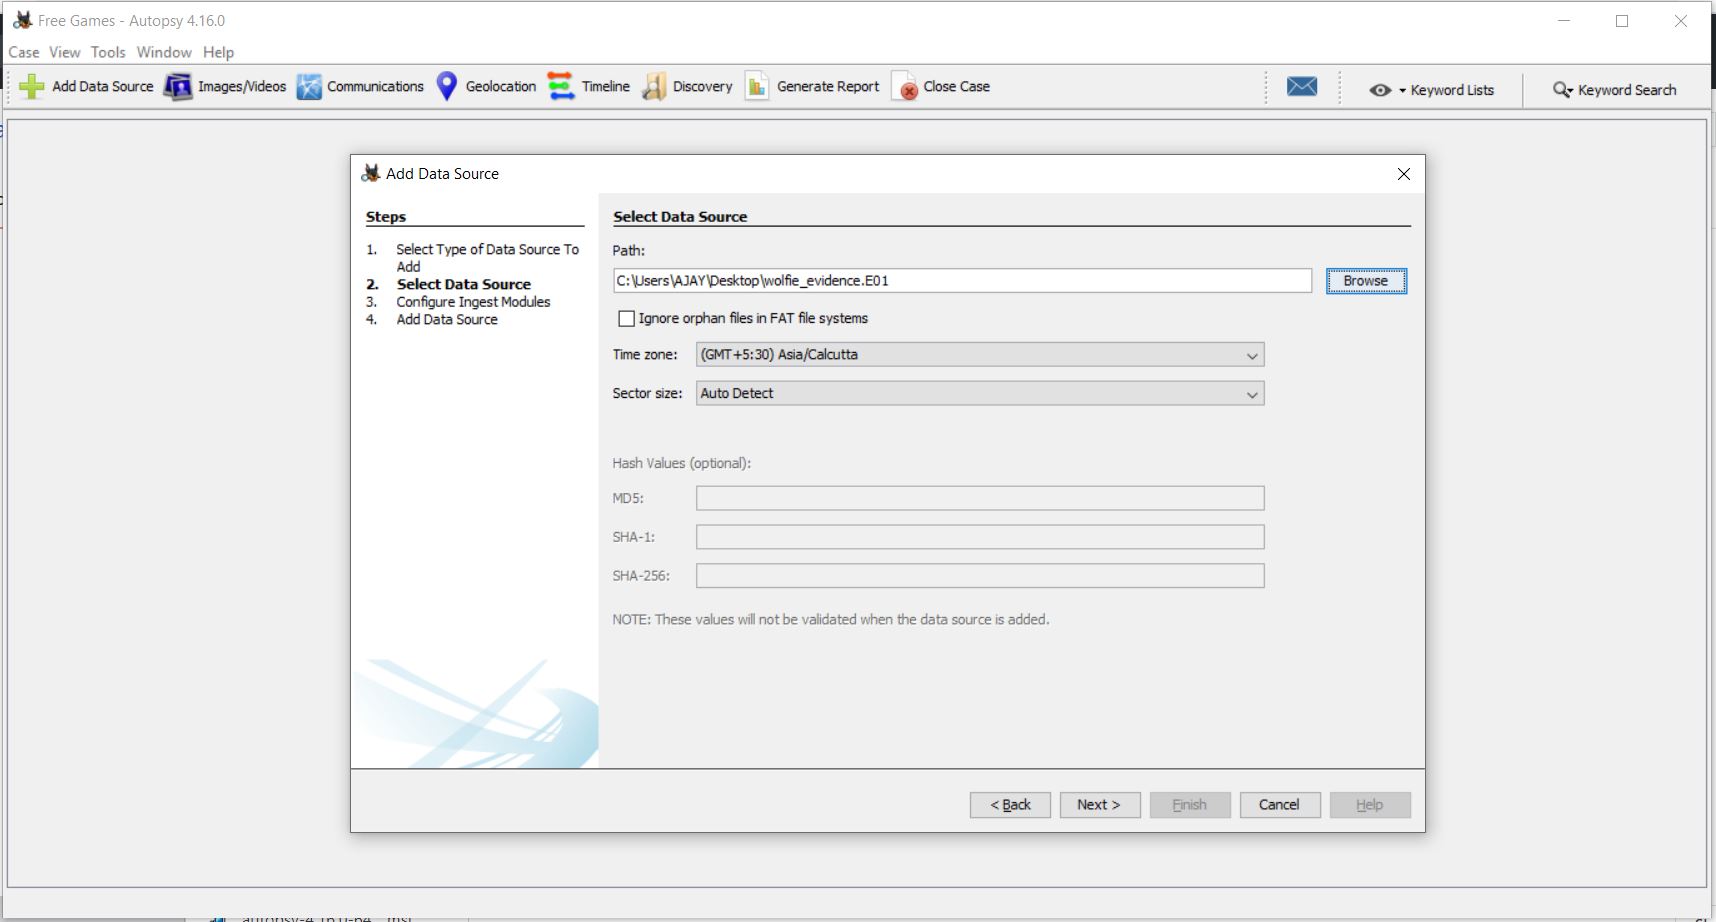 Free Games - Autopsy 4.16.0
Case View Tools Window Help
Add Data Source Images/Videos Communications Geolocation Timeline Discovery Generate Report Close Case Keyword Lists Keyword Search
Add Data Source
Steps
1. Select Type of Data Source To
Add
2. Select Data Source
3. Configure Ingest Modules
4. Add Data Source
Select Data Source
Path:
C:\Users\AJAY\Desktop\wolfie_evidence.E01 Browse
Ignore orphan files in FAT file systems
Time zone: (GMT+5:30) Asia/Calcutta
Sector size: Auto Detect
Hash Values (optional):
MD5:
SHA-1:
SHA-256:
NOTE: These values will not be validated when the data source is added.
< Back Next > Finish Cancel Help